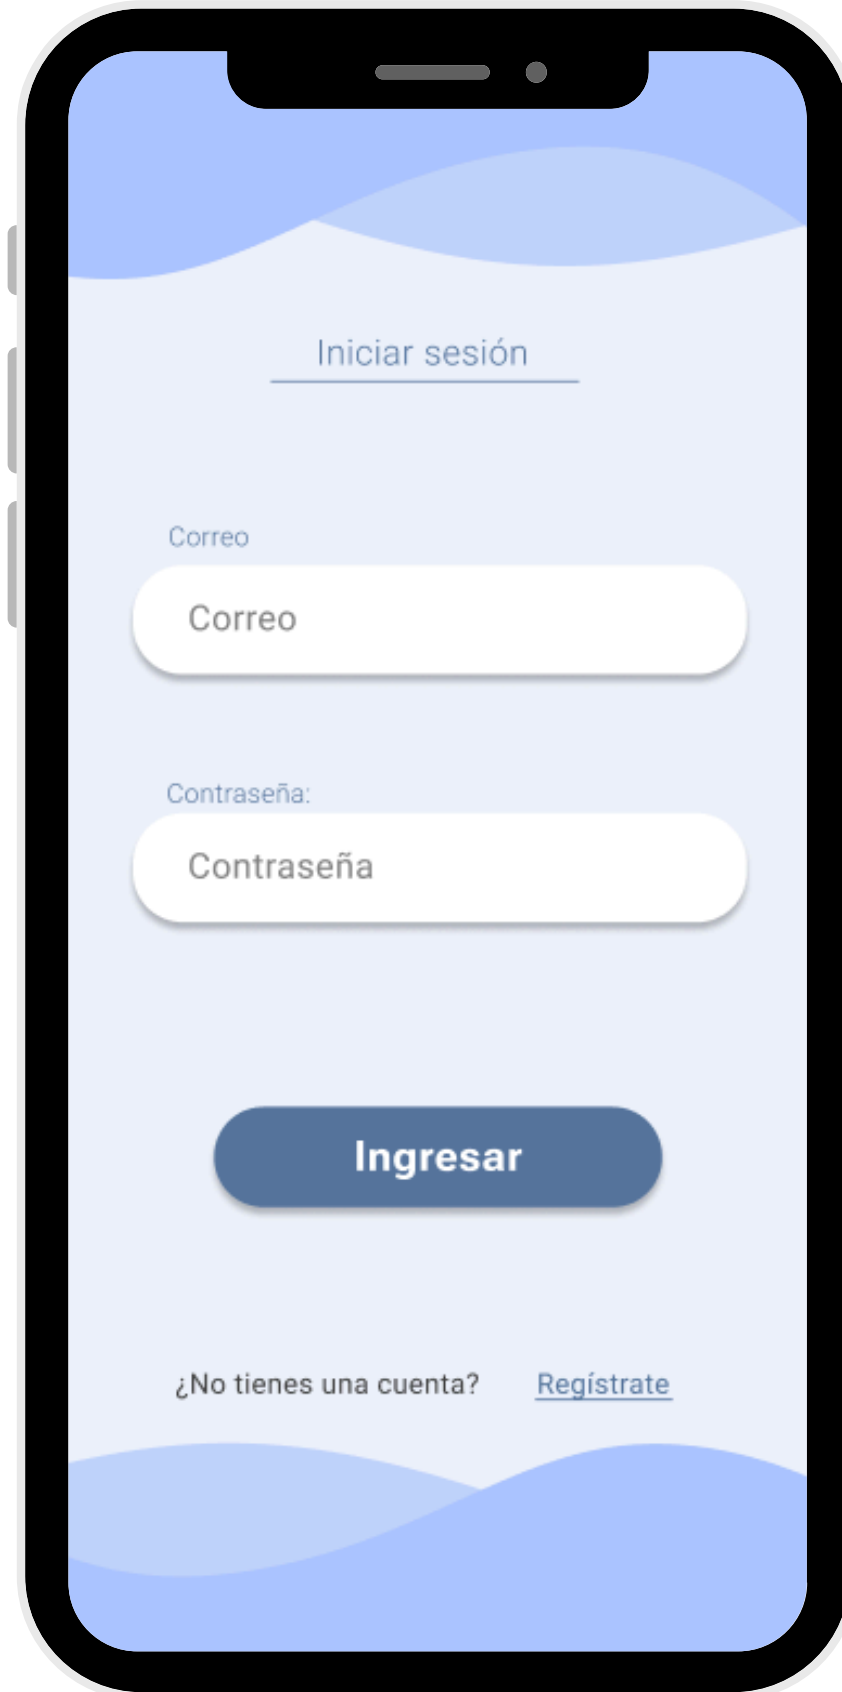 Iniciar sesión
Correo
Correo
Contraseña:
Contraseña
Ingresar
¿No tienes una cuenta? Regístrate